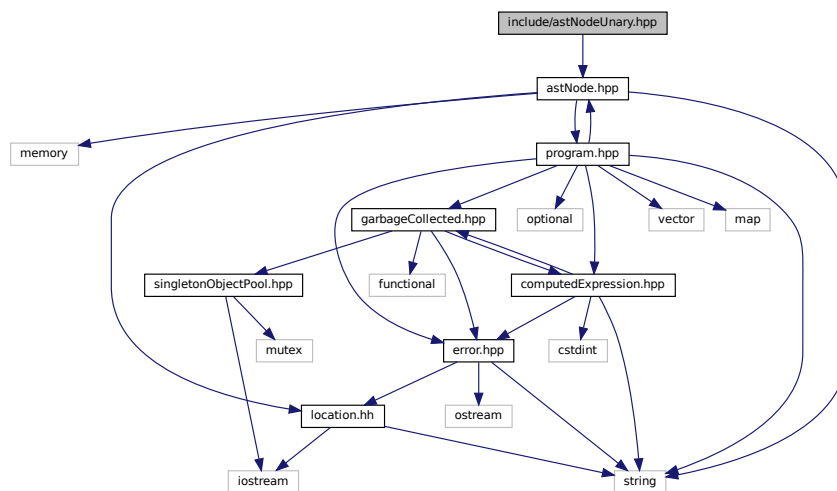 include/astNodeUnary.hpp
astNode.hpp
memory
program.hpp
garbageCollected.hpp
optional
vector
map
singletonObjectPool.hpp
functional
computedExpression.hpp
mutex
error.hpp
cstdint
location.hh
ostream
iostream
string